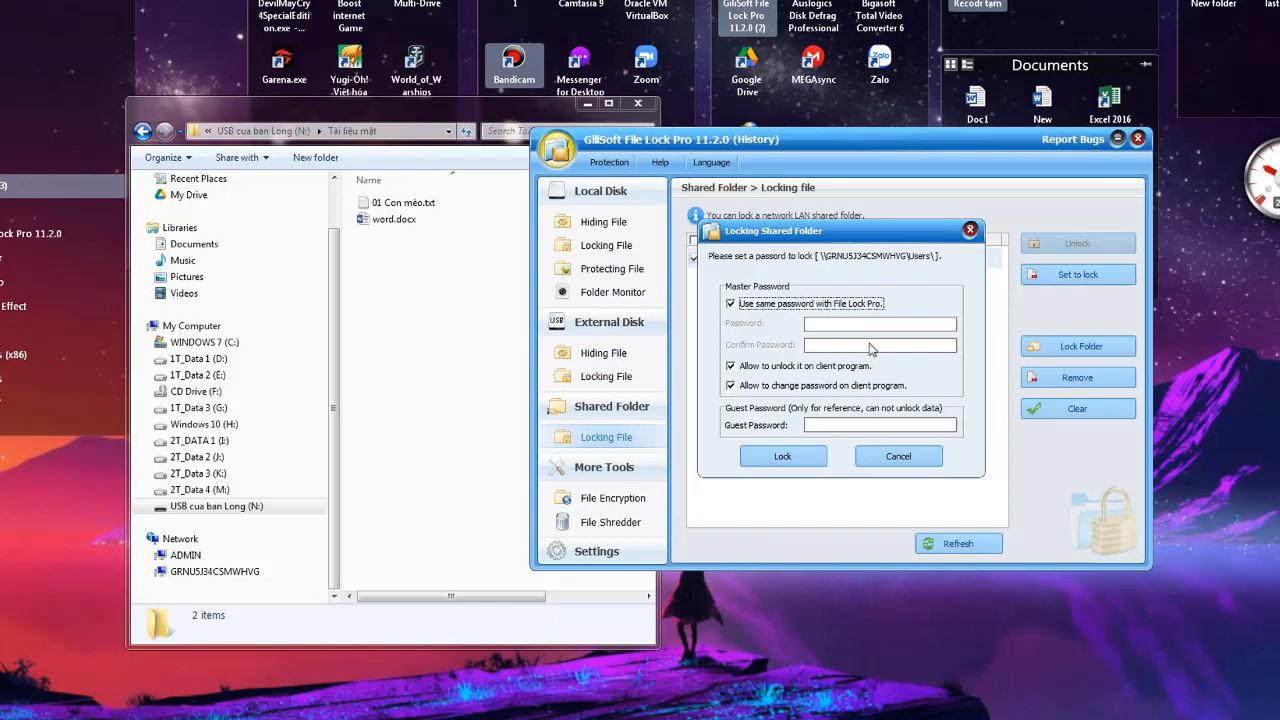 DevilMayCry
4SpecialEditi
on.exe -...
Boost
internet
Game
Multi-Drive
1
Camtasia 9
Oracle VM
VirtualBox
GiliSoft File
Lock Pro
11.2.0 (2)
Auslogics
Disk Defrag
Professional
Bigasoft
Total Video
Converter 6
Recodr tạm
New folder
last
Garena.exe
Yugi-Oh!
Việt hóa
World_of_W
arships
Bandicam
Messenger
for Desktop
Zoom
Google
Drive
MEGAsync
Zalo
Documents
Doc1
New
Excel 2016
3)
ock Pro 11.2.0
Effect
s (x86)
(3)
USB cua ban Long (N:)
Tài liệu mật
Search Tà
Organize
Share with
New folder
Recent Places
My Drive
Libraries
Documents
Music
Pictures
Videos
My Computer
WINDOWS 7 (C:)
1T_Data 1 (D:)
1T_Data 2 (E:)
CD Drive (F:)
1T_Data 3 (G:)
Windows 10 (H:)
2T_DATA 1 (I:)
2T_Data 2 (J:)
2T_Data 3 (K:)
2T_Data 4 (M:)
USB cua ban Long (N:)
Network
ADMIN
GRNU5J34CSMWHVG
Name
01 Con mèo.txt
word.docx
2 items
GiliSoft File Lock Pro 11.2.0 (History)
Report Bugs
Protection
Help
Language
Local Disk
Hiding File
Locking File
Protecting File
Folder Monitor
USB
External Disk
Hiding File
Locking File
Shared Folder
Locking File
More Tools
File Encryption
File Shredder
Settings
Shared Folder > Locking file
You can lock a network LAN shared folder.
Locking Shared Folder
Please set a passord to lock [ \\GRNU5J34CSMWHVG\Users\ ].
Master Password
Use same password with File Lock Pro.
Password:
Confirm Password:
Allow to unlock it on client program.
Allow to change password on client program.
Guest Password (Only for reference, can not unlock data)
Guest Password:
Lock
Cancel
Unlock
Set to lock
Lock Folder
Remove
Clear
Refresh